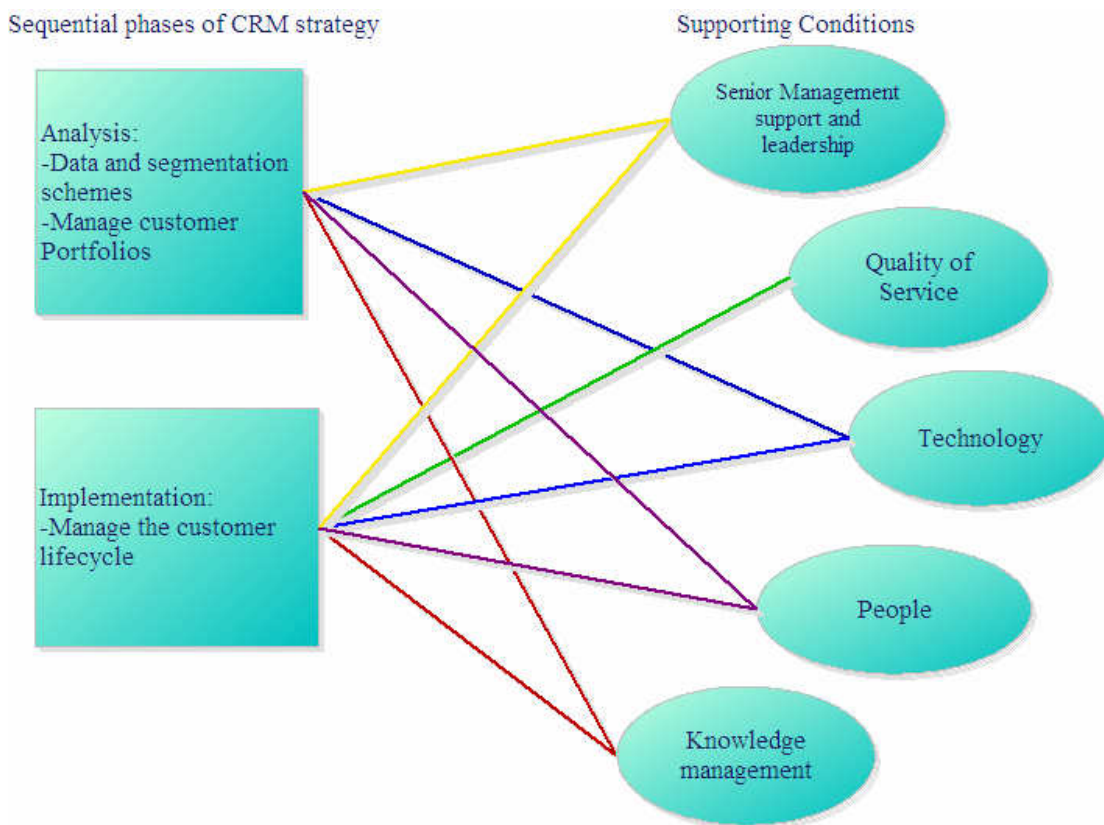 Sequential phases of CRM strategy
Supporting Conditions
Analysis:
-Data and segmentation
schemes
-Manage customer
Portfolios
Implementation:
-Manage the customer
lifecycle
Senior Management
support and
leadership
Quality of
Service
Technology
People
Knowledge
management